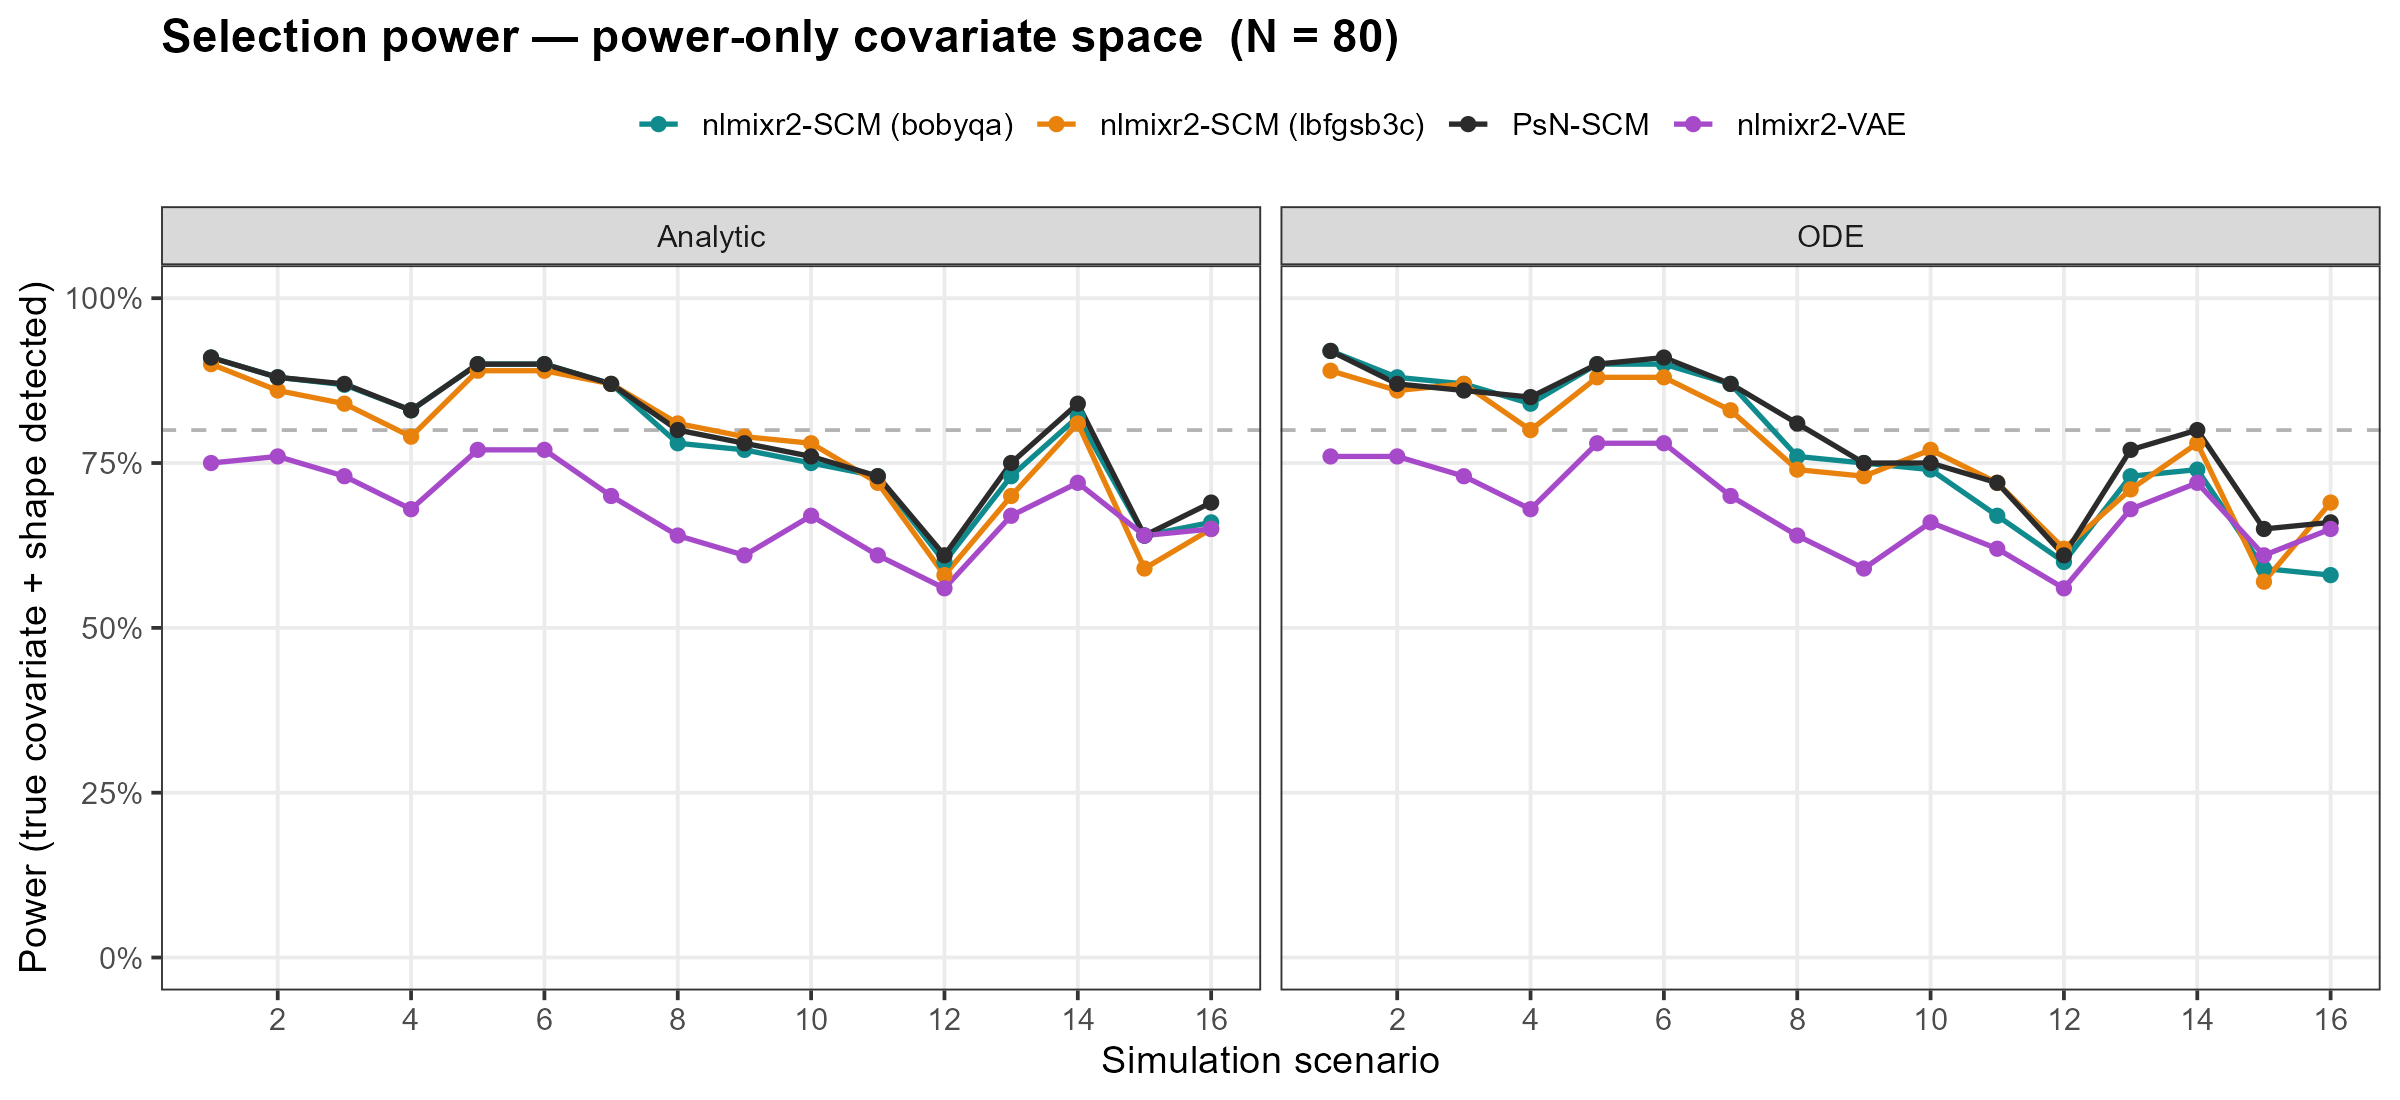 Selection power — power-only covariate space (N = 80)
nlmixr2-SCM (bobyqa) nlmixr2-SCM (lbfgsb3c) PsN-SCM nlmixr2-VAE
Analytic ODE
Power (true covariate + shape detected)
100%
75%
50%
25%
0%
2 4 6 8 10 12 14 16 2 4 6 8 10 12 14 16
Simulation scenario